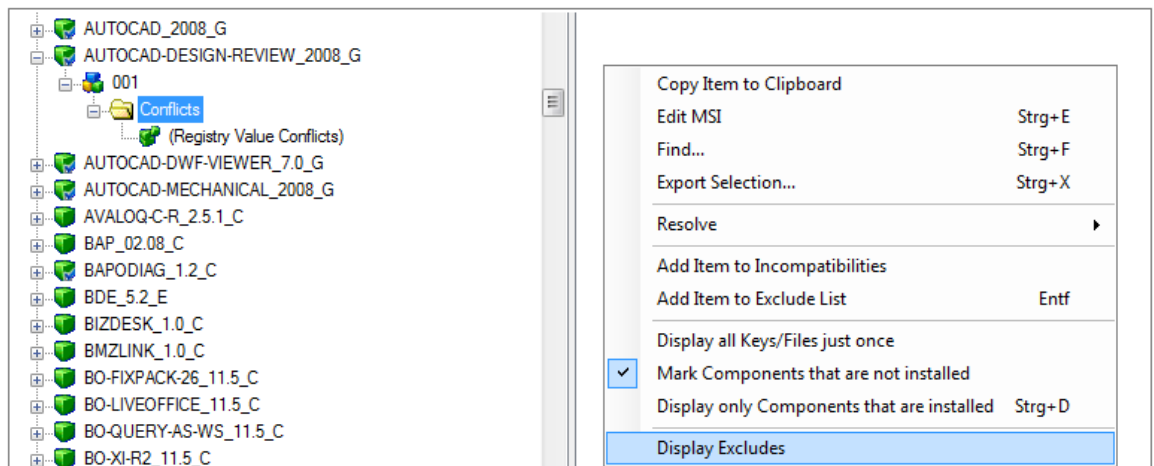 AUTOCAD_2008_G
AUTOCAD-DESIGN-REVIEW_2008_G
001
Conflicts
(Registry Value Conflicts)
AUTOCAD-DWF-VIEWER_7.0_G
AUTOCAD-MECHANICAL_2008_G
AVALOQ-C-R_2.5.1_C
BAP_02.08_C
BAPODIAG_1.2_C
BDE_5.2_E
BIZDESK_1.0_C
BMZLINK_1.0_C
BO-FIXPACK-26_11.5_C
BO-LIVEOFFICE_11.5_C
BO-QUERY-AS-WS_11.5_C
BO-XI-R2_11.5_C
Copy Item to Clipboard
Edit MSI Strg+E
Find... Strg+F
Export Selection... Strg+X
Resolve
Add Item to Incompatibilities
Add Item to Exclude List Entf
Display all Keys/Files just once
Mark Components that are not installed
Display only Components that are installed Strg+D
Display Excludes